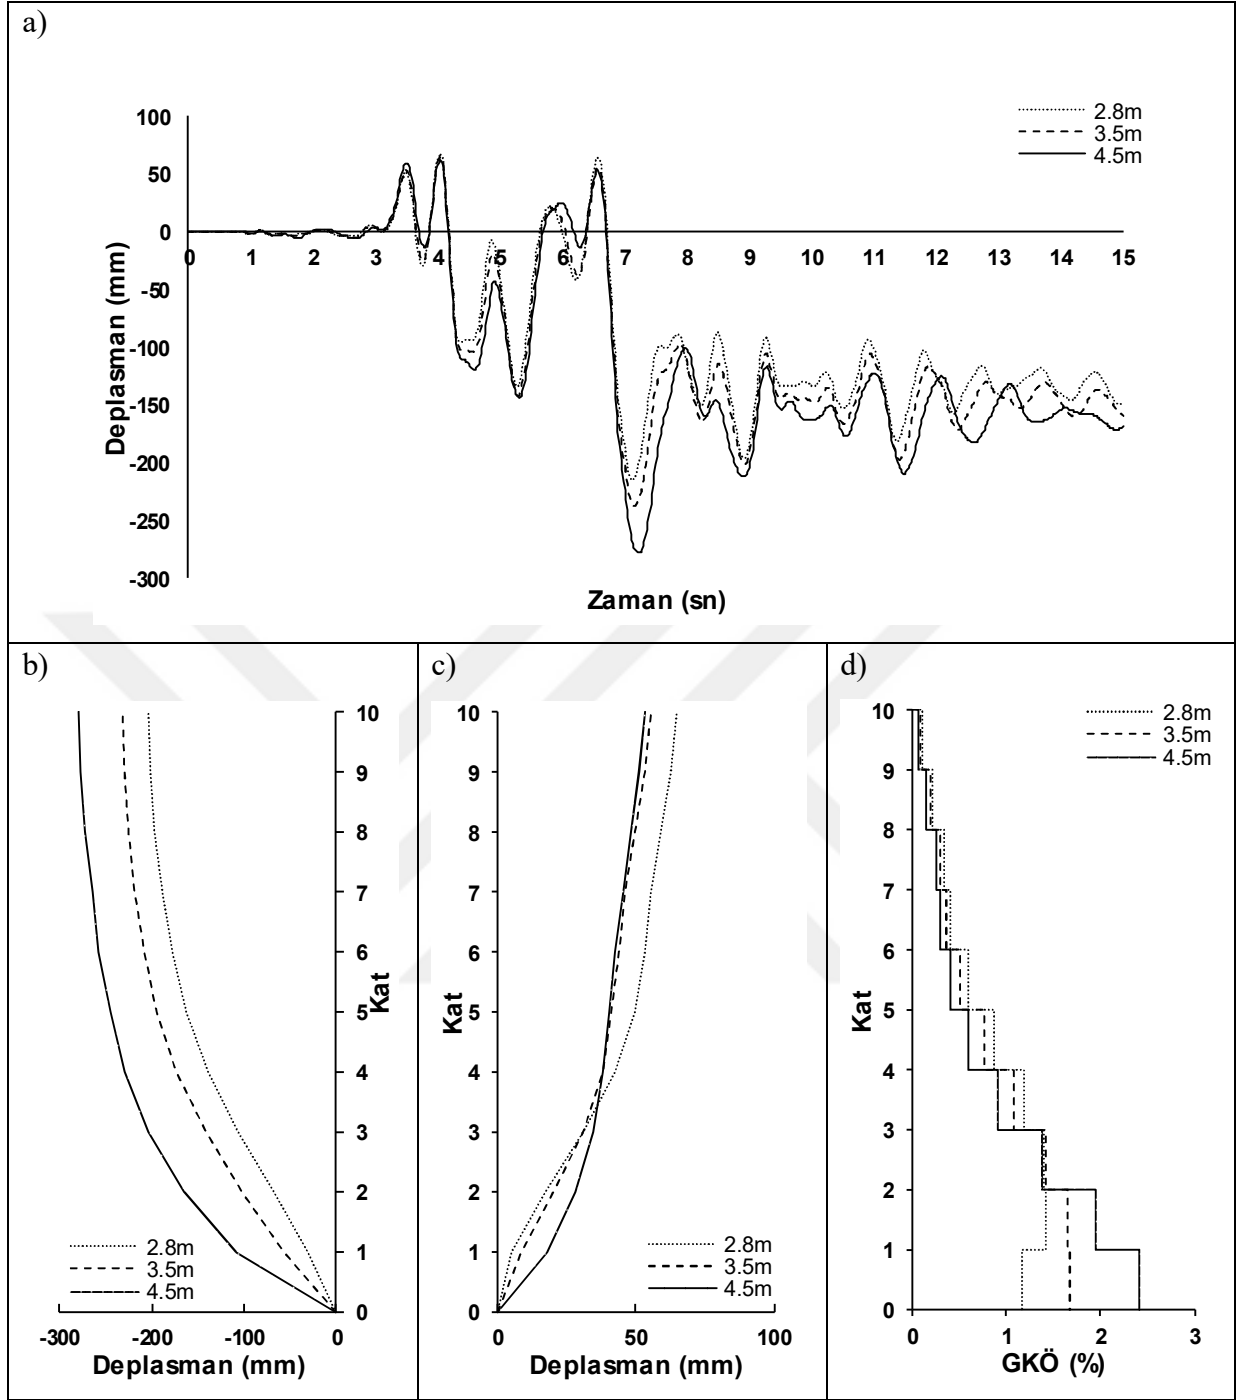 a)
2.8m
3.5m
4.5m
100
50
0
-50
-100
-150
-200
-250
-300
Deplasman (mm)
0 1 2 3 4 5 6 7 8 9 10 11 12 13 14 15
Zaman (sn)
b)
10
9
8
7
6
5
4
3
2
1
0
Kat
2.8m
3.5m
4.5m
-300 -200 -100 0
Deplasman (mm)
c)
10
9
8
7
6
5
4
3
2
1
0
Kat
2.8m
3.5m
4.5m
0 50 100
Deplasman (mm)
d)
2.8m
3.5m
4.5m
10
9
8
7
6
5
4
3
2
1
0
Kat
0 1 2 3
GKÖ (%)